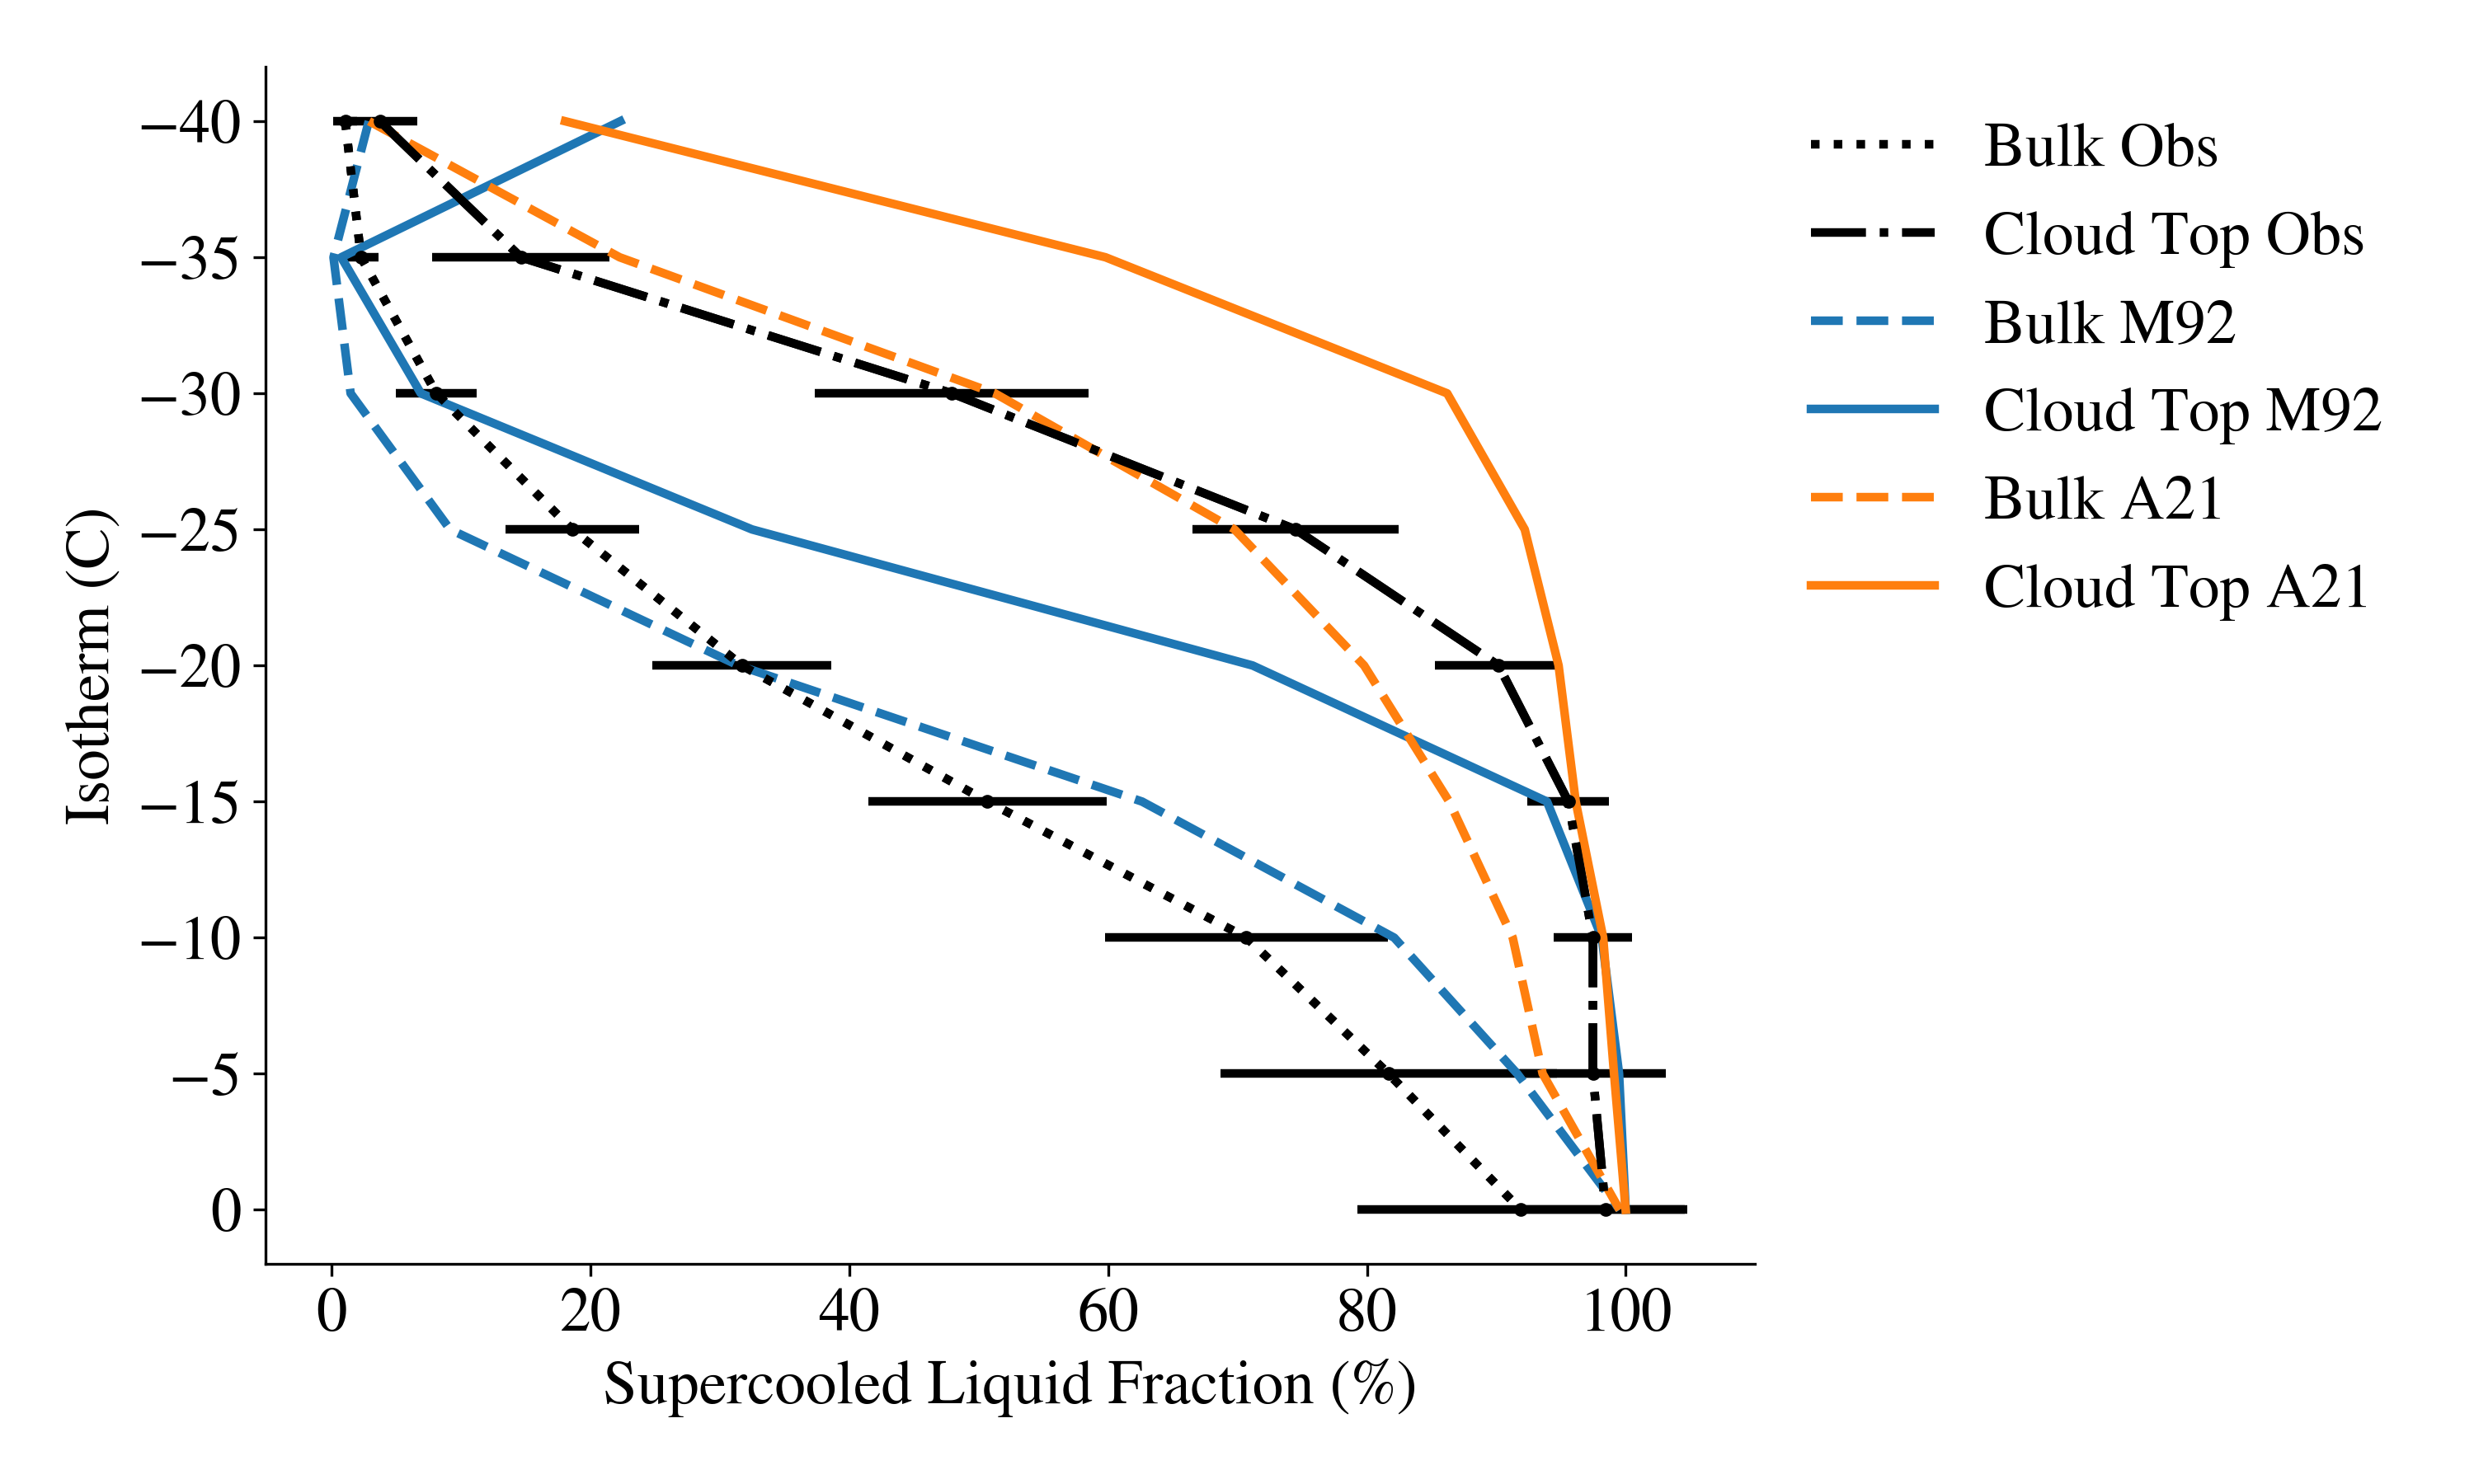 −40
−35
−30
−25
−20
−15
−10
−5
0
Isotherm (C)
0 20 40 60 80 100
Supercooled Liquid Fraction (%)
Bulk Obs
Cloud Top Obs
Bulk M92
Cloud Top M92
Bulk A21
Cloud Top A21